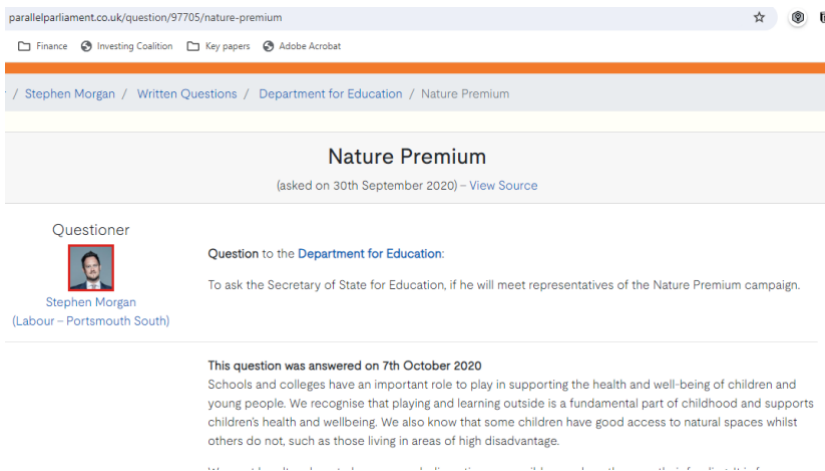 parallelparliament.co.uk/question/97705/nature-premium
Finance Investing Coalition Key papers Adobe Acrobat
/ Stephen Morgan / Written Questions / Department for Education / Nature Premium
Nature Premium
(asked on 30th September 2020) – View Source
Questioner
Stephen Morgan
(Labour – Portsmouth South)
Question to the Department for Education:
To ask the Secretary of State for Education, if he will meet representatives of the Nature Premium campaign.
This question was answered on 7th October 2020
Schools and colleges have an important role to play in supporting the health and well-being of children and
young people. We recognise that playing and learning outside is a fundamental part of childhood and supports
children's health and wellbeing. We also know that some children have good access to natural spaces whilst
others do not, such as those living in areas of high disadvantage.